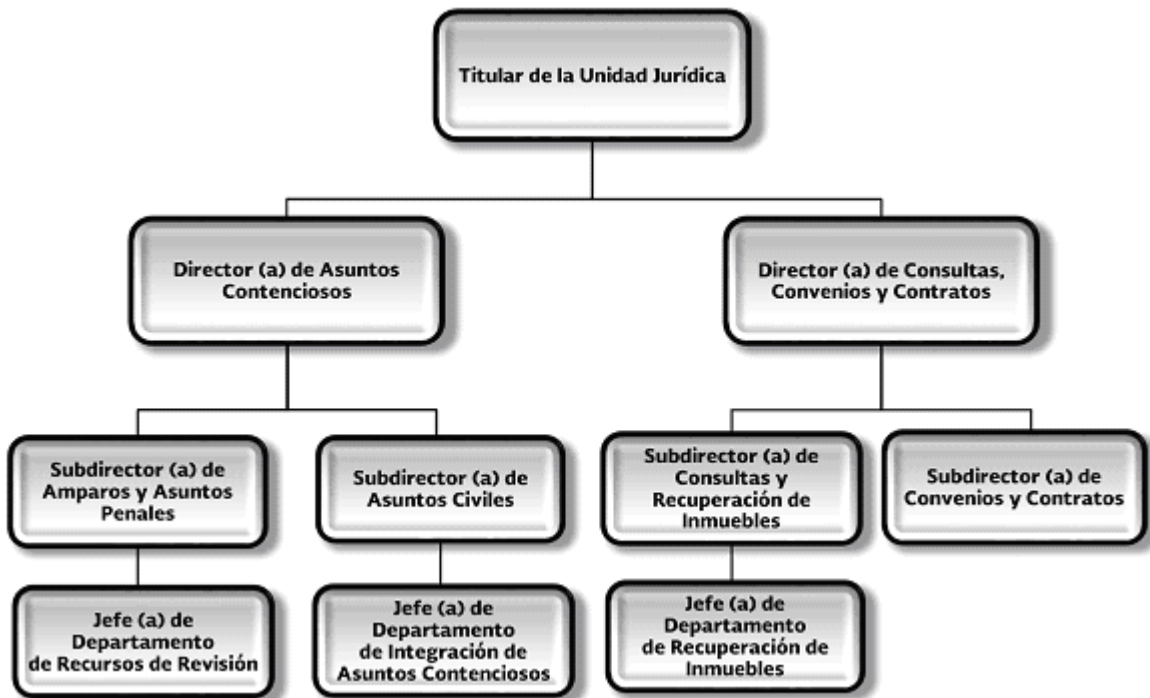 Titular de la Unidad Jurídica
Director (a) de Asuntos
Contenciosos
Director (a) de Consultas,
Convenios y Contratos
Subdirector (a) de
Amparos y Asuntos
Penales
Subdirector (a) de
Asuntos Civiles
Subdirector (a) de
Consultas y
Recuperación de
Inmuebles
Subdirector (a) de
Convenios y Contratos
Jefe (a) de
Departamento
de Recursos de Revisión
Jefe (a) de
Departamento
de Integración de
Asuntos Contenciosos
Jefe (a) de
Departamento
de Recuperación de
Inmuebles